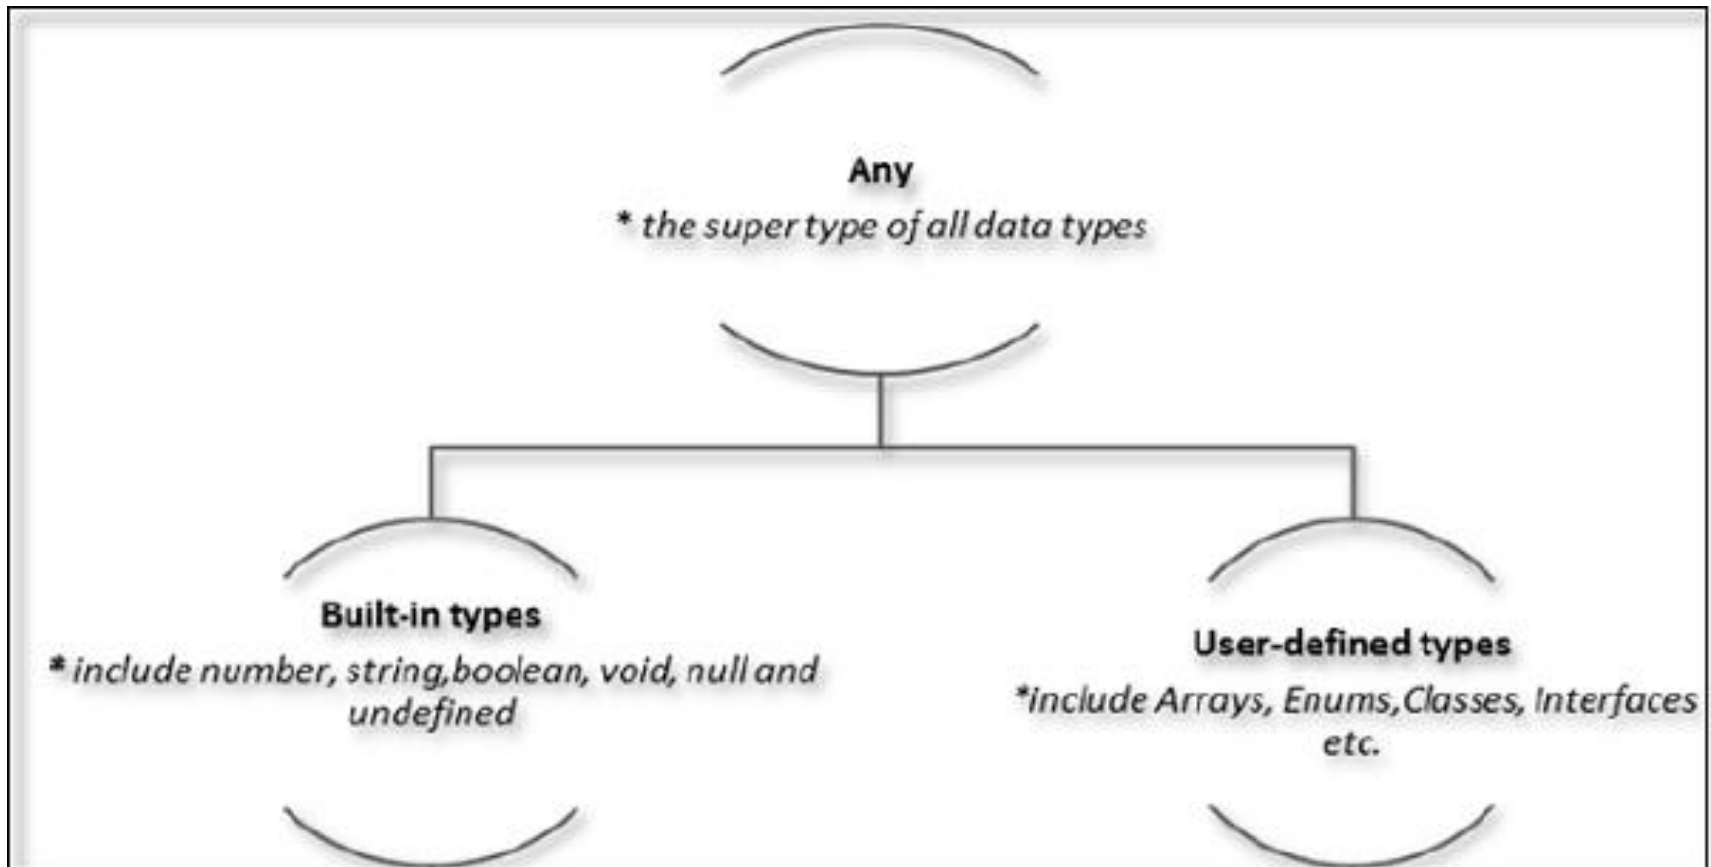 Any
* the super type of all data types
Built-in types
* include number, string,boolean, void, null and
undefined
User-defined types
*include Arrays, Enums,Classes, Interfaces
etc.